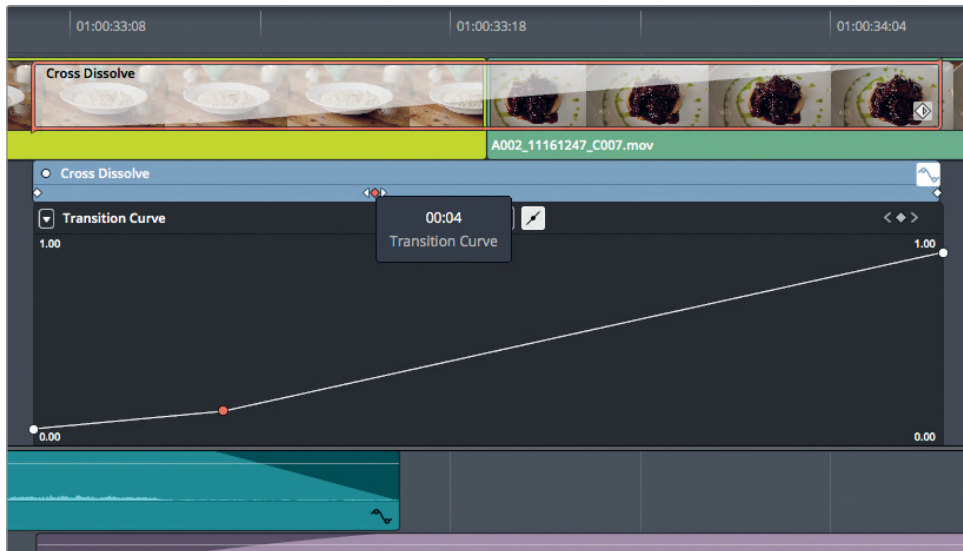 01:00:33:08
01:00:33:18
01:00:34:04
Cross Dissolve
A002_11161247_C007.mov
Cross Dissolve
Transition Curve
00:04
Transition Curve
1.00
1.00
0.00
0.00